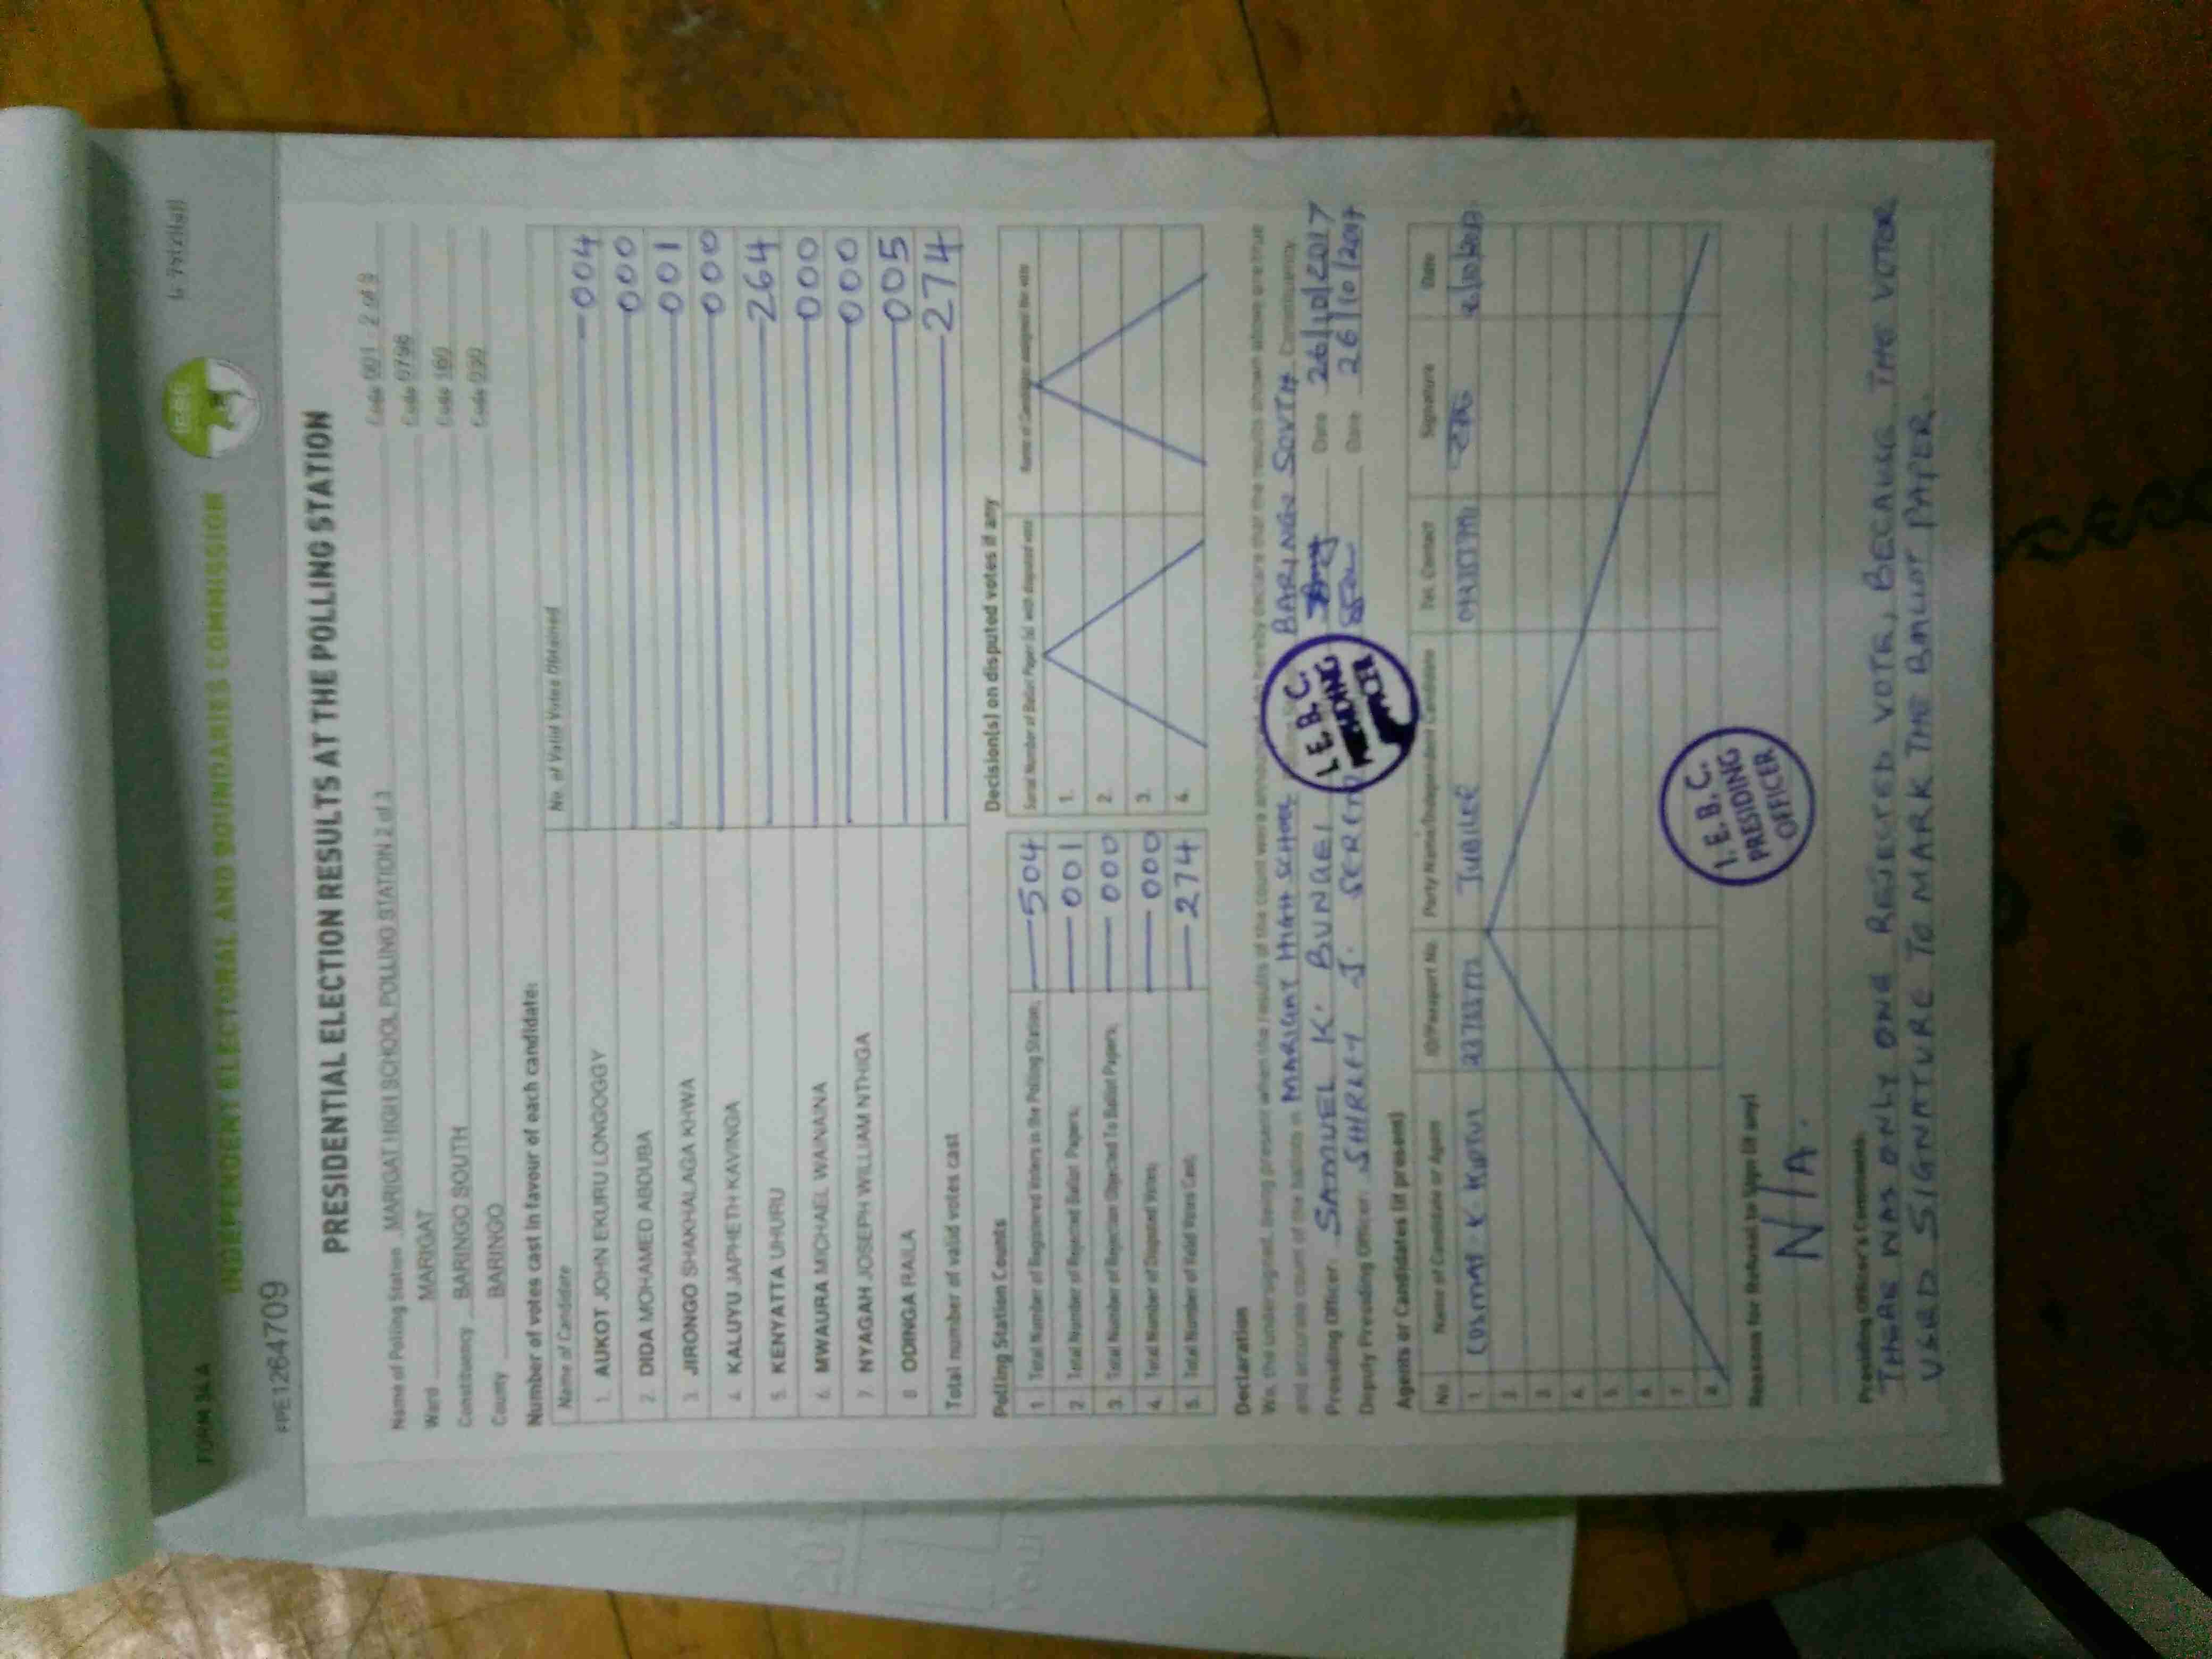 FORM 34A
INDEPENDENT ELECTORAL AND BOUNDARIES COMMISSION
IEBC
FPE1264709
PRESIDENTIAL ELECTION RESULTS AT THE POLLING STATION
Name of Polling Station MARIGAT HIGH SCHOOL POLLING STATION 2 of 3 Code 001 2 of 3
Ward MARIGAT Code 0796
Constituency BARINGO SOUTH Code 160
County BARINGO Code 030
Number of votes cast in favour of each candidate:
Name of Candidate No. of Valid Votes Obtained
1. AUKOT JOHN EKURU LONGOGGY 004
2. DIDA MOHAMED ABDUBA 000
3. JIRONGO SHAKHALAGA KHWA 001
4. KALUYU JAPHETH KAVINGA 000
5. KENYATTA UHURU 264
6. MWAURA MICHAEL WAINAINA 000
7. NYAGAH JOSEPH WILLIAM NTHIGA 000
8 ODINGA RAILA 005
Total number of valid votes cast 274
Polling Station Counts
1. Total Number of Registered Voters in the Polling Station; 504
2. Total Number of Rejected Ballot Papers; 001
3. Total Number of Rejection Objected To Ballot Papers; 000
4. Total Number of Disputed Votes; 000
5. Total Number of Valid Votes Cast; 274
Decision(s) on disputed votes if any
Serial Number of Ballot Paper (s) with disputed vote Name of Candidate awarded the vote
1.
2.
3.
4.
Declaration
We, the undersigned, being present when the results of the count were announced, do hereby declare that the results shown above are true
and accurate count of the ballots in MARIGAT HIGH SCHOOL BARINGO SOUTH Constituency
Presiding Officer: SAMUEL K. BUNGEI Date 26/10/2017
Deputy Presiding Officer: SHIRLEY J. Date 26/10/2017
I.E.B.C. PRESIDING OFFICER
Agents or Candidates (if present)
No. Name of Candidate or Agent ID/Passport No. Party Name/Independent Candidate Tel. Contact Signature Date
1. K JUBILEE
2
3.
4.
5.
6
7.
8.
I.E.B.C.
PRESIDING
OFFICER
Reasons for Refusal to Sign (if any)
N/A.
Presiding Officer's Comments:
THERE WAS ONLY ONE REJECTED VOTE, BECAUSE THE VOTER
USED SIGNATURE TO MARK THE BALLOT PAPER.